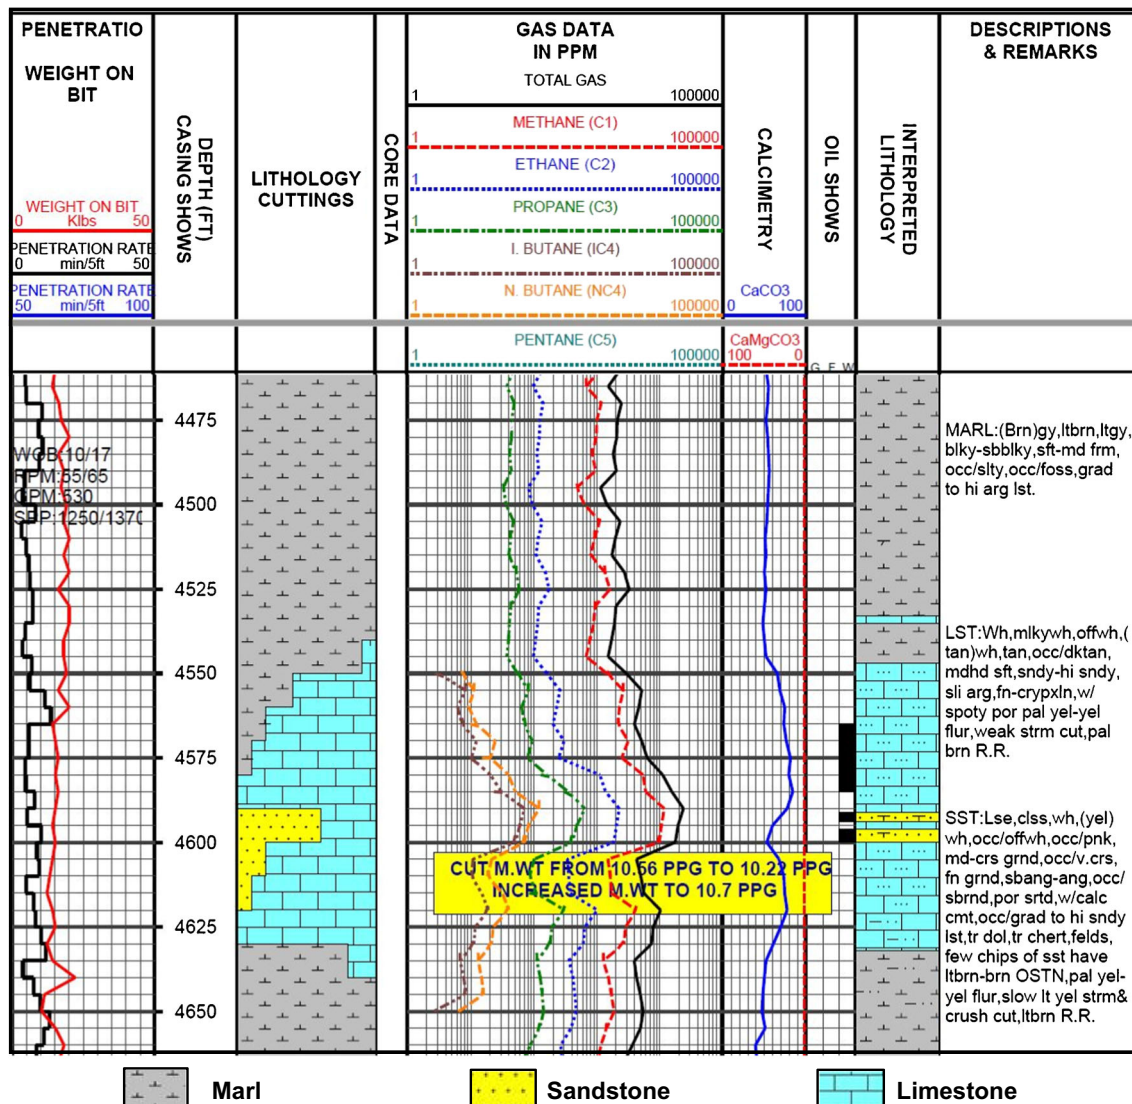 PENETRATIO
WEIGHT ON
BIT
WEIGHT ON BIT
0 Klbs 50
PENETRATION RATE
0 min/5ft 50
PENETRATION RATE
50 min/5ft 100
DEPTH (FT)
CASING SHOWS
LITHOLOGY
CUTTINGS
CORE DATA
GAS DATA
IN PPM
TOTAL GAS
1 100000
METHANE (C1)
1 100000
ETHANE (C2)
1 100000
PROPANE (C3)
1 100000
I. BUTANE (IC4)
1 100000
N. BUTANE (NC4)
1 100000
PENTANE (C5)
1 100000
CALCIMETRY
CaCO3
0 100
CaMgCO3
100 0
OIL SHOWS
G F W
INTERPRETED
LITHOLOGY
DESCRIPTIONS
& REMARKS
4475
4500
4525
4550
4575
4600
4625
4650
WOB:10/17
RPM:55/65
GPM:530
SPP:1250/1370
CUT M.WT FROM 10.56 PPG TO 10.22 PPG
INCREASED M.WT TO 10.7 PPG
MARL:(Brn)gy,ltbrn,ltgy,
blky-sbblky,sft-md frm,
occ/slty,occ/foss,grad
to hi arg lst.
LST:Wh,mlkywh,offwh,(
tan)wh,tan,occ/dktan,
mdhd sft,sndy-hi sndy,
sli arg,fn-crypxln,w/
spoty por pal yel-yel
flur,weak strm cut,pal
brn R.R.
SST:Lse,clss,wh,(yel)
wh,occ/offwh,occ/pnk,
md-crs grnd,occ/v.crs,
fn grnd,sbang-ang,occ/
sbrnd,por srtd,w/calc
cmt,occ/grad to hi sndy
lst,tr dol,tr chert,felds,
few chips of sst have
ltbrn-brn OSTN,pal yel-
yel flur,slow lt yel strm&
crush cut,ltbrn R.R.
Marl
Sandstone
Limestone